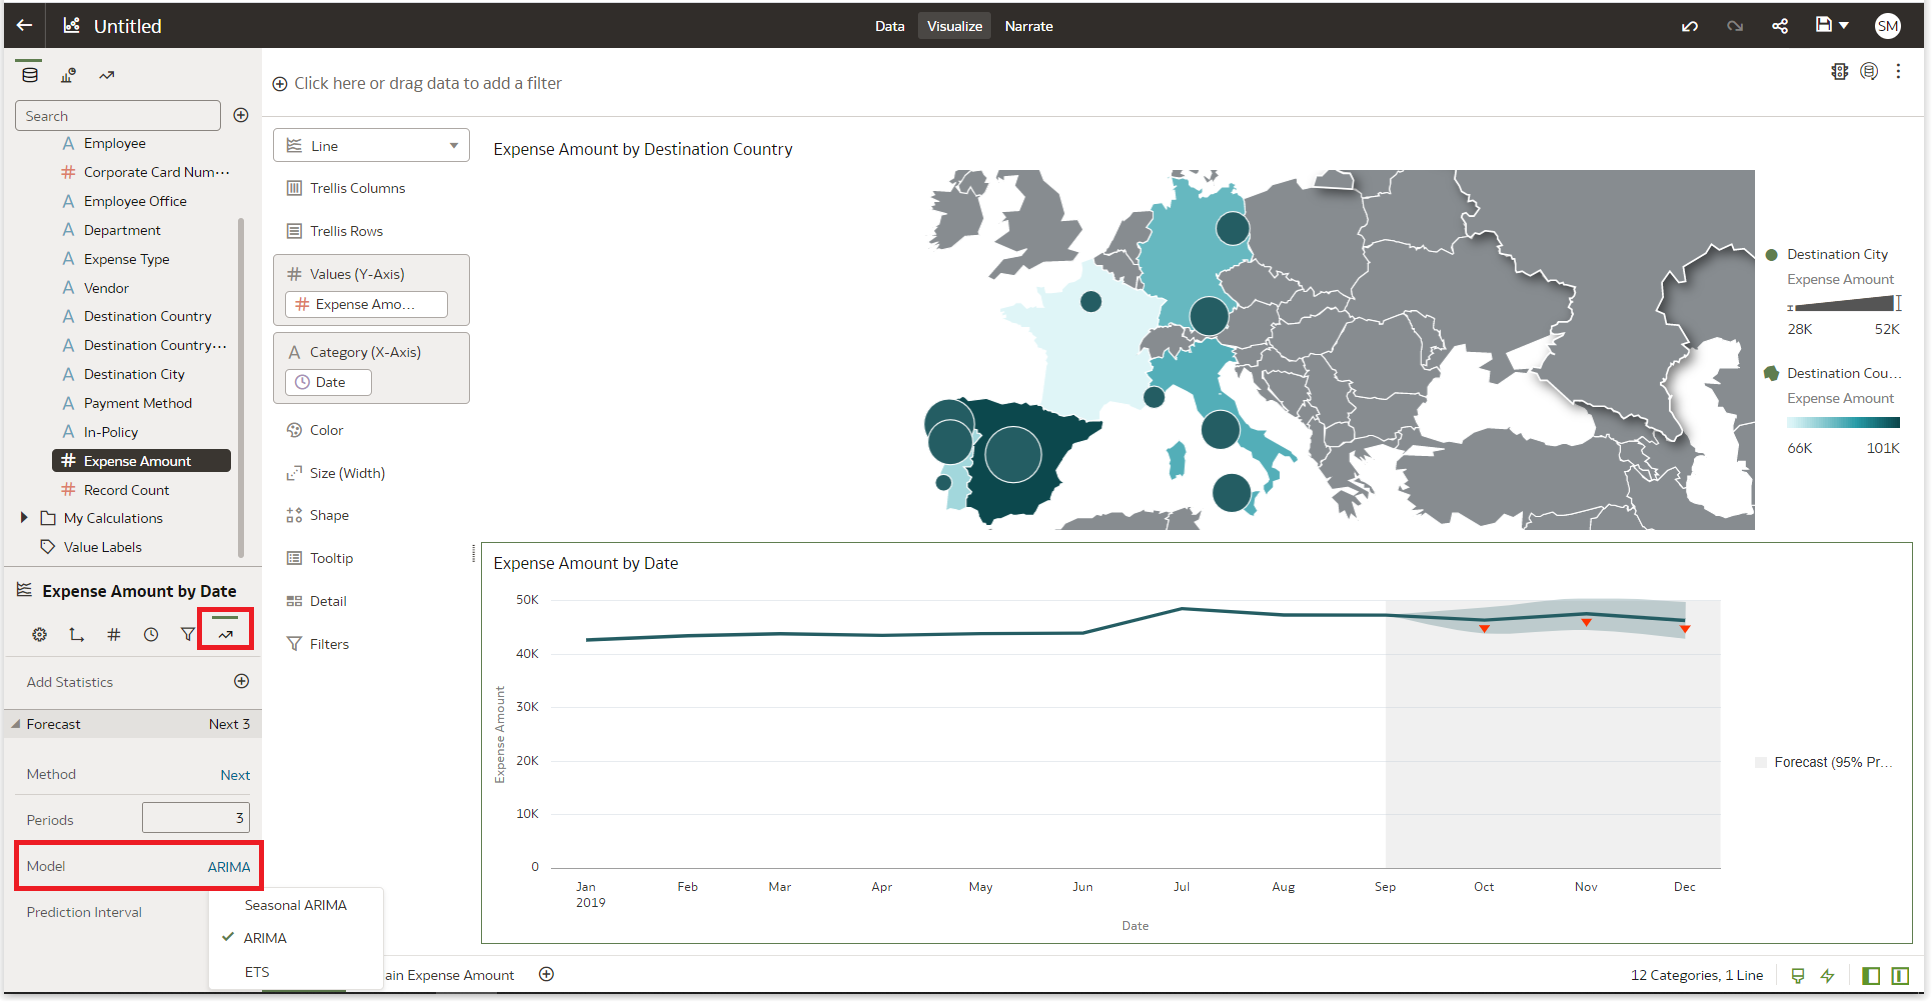 Untitled
Data
Visualize
Narrate
SM
Click here or drag data to add a filter
Search
Employee
Corporate Card Num···
Employee Office
Department
Expense Type
Vendor
Destination Country
Destination Country···
Destination City
Payment Method
In-Policy
Expense Amount
Record Count
My Calculations
Value Labels
Expense Amount by Date
Add Statistics
Forecast
Next 3
Method
Next
Periods
3
Model
ARIMA
Prediction Interval
Seasonal ARIMA
ARIMA
ETS
Line
Trellis Columns
Trellis Rows
Values (Y-Axis)
Expense Amo...
Category (X-Axis)
Date
Color
Size (Width)
Shape
Tooltip
Detail
Filters
Expense Amount by Destination Country
Destination City
Expense Amount
28K
52K
Destination Cou...
Expense Amount
66K
101K
Expense Amount by Date
50K
40K
30K
20K
10K
0
Expense Amount
Jan
2019
Feb
Mar
Apr
May
Jun
Jul
Aug
Sep
Oct
Nov
Dec
Date
Forecast (95% Pr...
ain Expense Amount
12 Categories, 1 Line